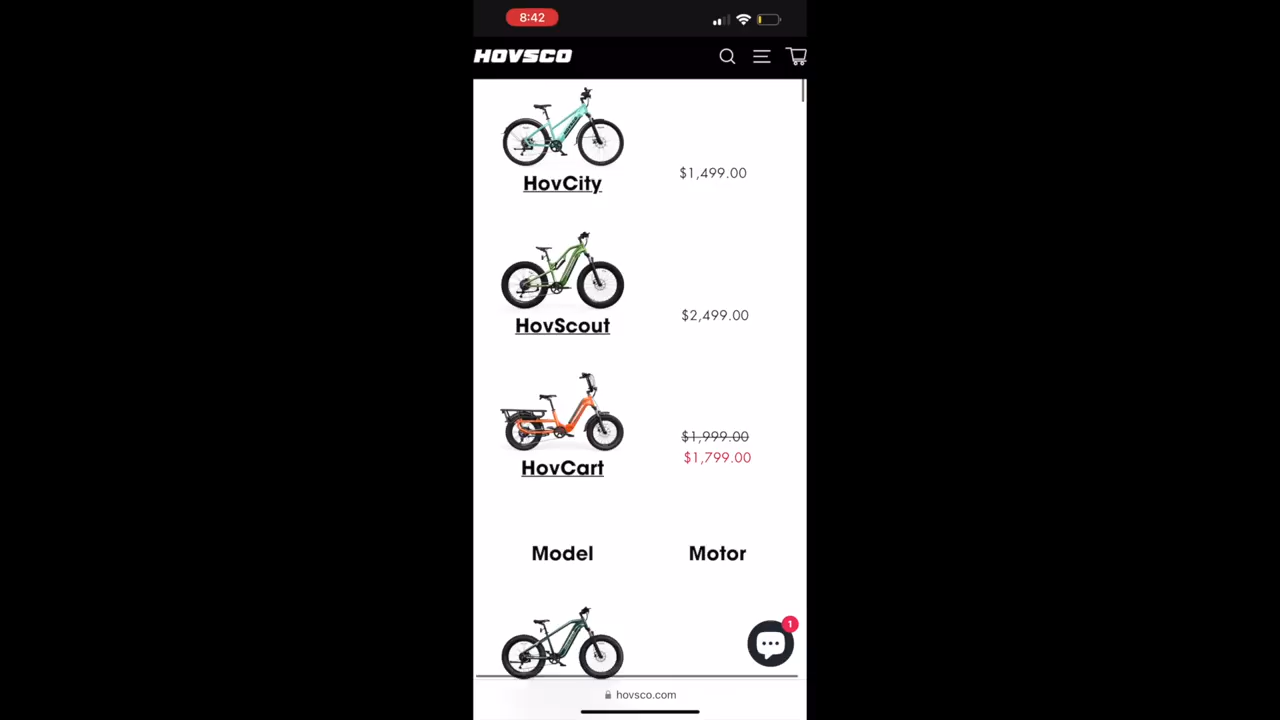 8:42
HOVSCO
HovCity
$1,499.00
HovScout
$2,499.00
$1,999.00
$1,799.00
HovCart
Model Motor
1
hovsco.com